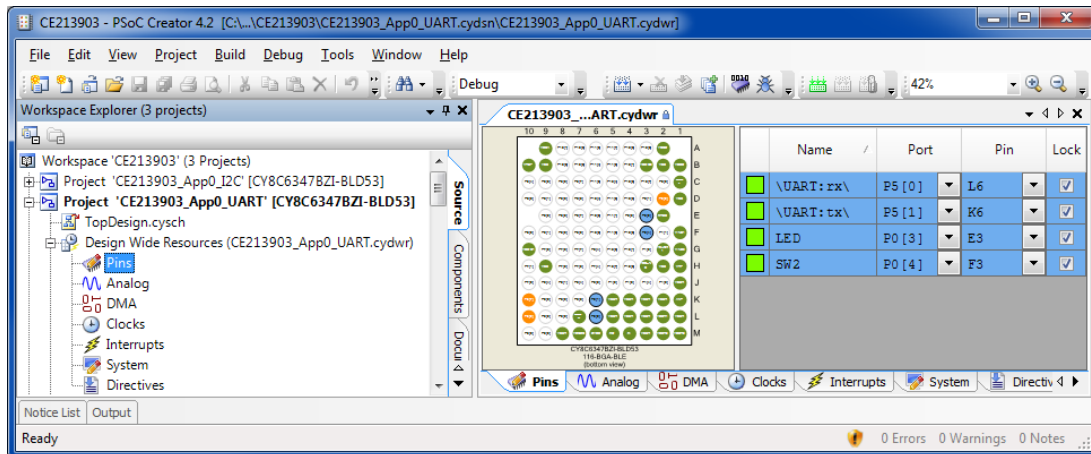 CE213903 - PSoC Creator 4.2 [C:\...\CE213903\CE213903_App0_UART.cydsn\CE213903_App0_UART.cydwr]
File Edit View Project Build Debug Tools Window Help
Debug 42%
Workspace Explorer (3 projects)
Workspace 'CE213903' (3 Projects)
Project 'CE213903_App0_I2C' [CY8C6347BZI-BLD53]
Project 'CE213903_App0_UART' [CY8C6347BZI-BLD53]
TopDesign.cysch
Design Wide Resources (CE213903_App0_UART.cydwr)
Pins
Analog
DMA
Clocks
Interrupts
System
Directives
Source
Components
Docu
CE213903_...ART.cydwr
10 9 8 7 6 5 4 3 2 1
A
B
C
D
E
F
G
H
J
K
L
M
CY8C6347BZI-BLD53
116-BGA-BLE
(bottom view)
Name / Port Pin Lock
\UART:rx\ P5[0] L6
\UART:tx\ P5[1] K6
LED P0[3] E3
SW2 P0[4] F3
Pins Analog DMA Clocks Interrupts System Directiv
Notice List Output
Ready 0 Errors 0 Warnings 0 Notes